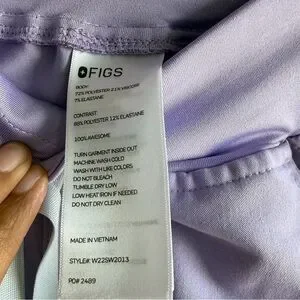 FIGS
BODY:
72% POLYESTER 21% VISCOSE
7% ELASTANE
CONTRAST:
88% POLYESTER 12% ELASTANE
100% AWESOME
TURN GARMENT INSIDE OUT
MACHINE WASH COLD
WASH WITH LIKE COLORS
DO NOT BLEACH
TUMBLE DRY LOW
LOW HEAT IRON IF NEEDED
DO NOT DRY CLEAN
MADE IN VIETNAM
STYLE#: W22SW2013
PO# 2489